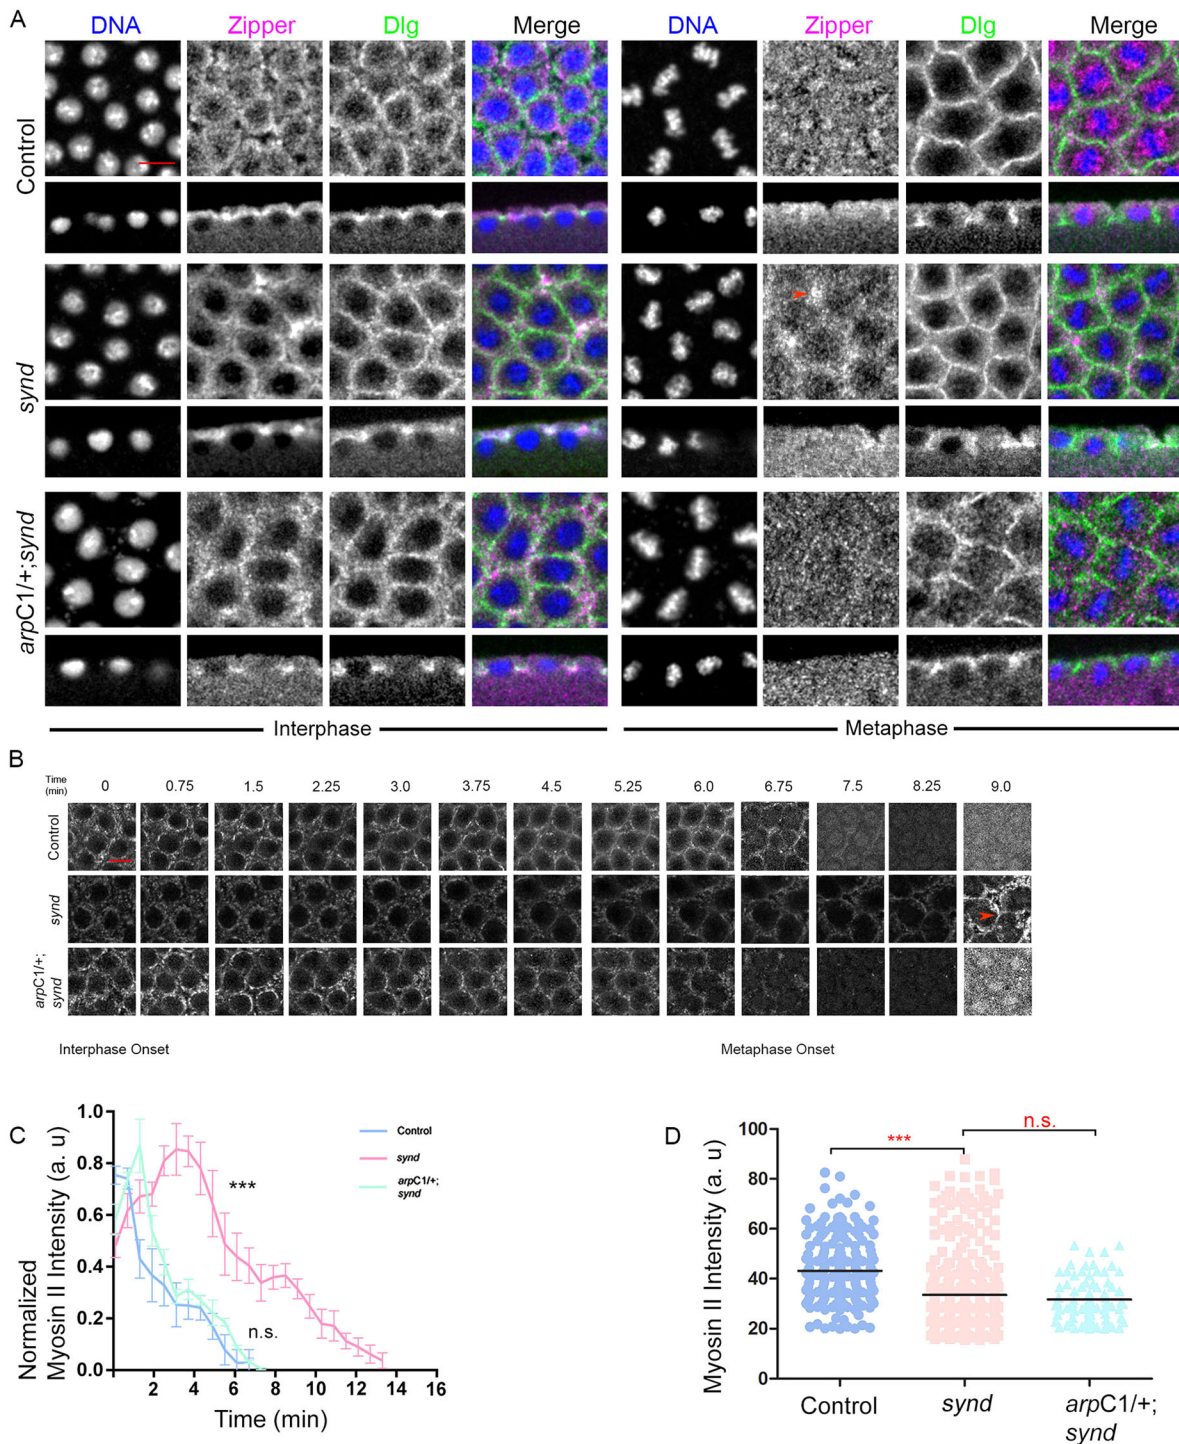 A
DNA Zipper Dlg Merge DNA Zipper Dlg Merge
Control
synd
arpC1/+;synd
Interphase Metaphase
B
Time
(min)
0 0.75 1.5 2.25 3.0 3.75 4.5 5.25 6.0 6.75 7.5 8.25 9.0
Control
synd
arpC1/+;
synd
Interphase Onset Metaphase Onset
C
Normalized
Myosin II Intensity (a. u)
1.0
0.8
0.6
0.4
0.2
0.0
2 4 6 8 10 12 14 16
Time (min)
***
n.s.
Control
synd
arpC1/+;
synd
D
Myosin II Intensity (a. u)
100
80
60
40
20
0
***
n.s.
Control synd arpC1/+;
synd